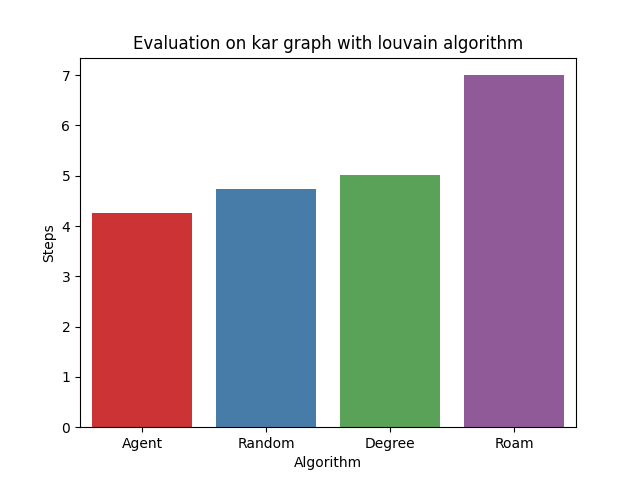 Evaluation on kar graph with louvain algorithm
7
6
5
4
3
2
1
0
Steps
Agent Random Degree Roam
Algorithm